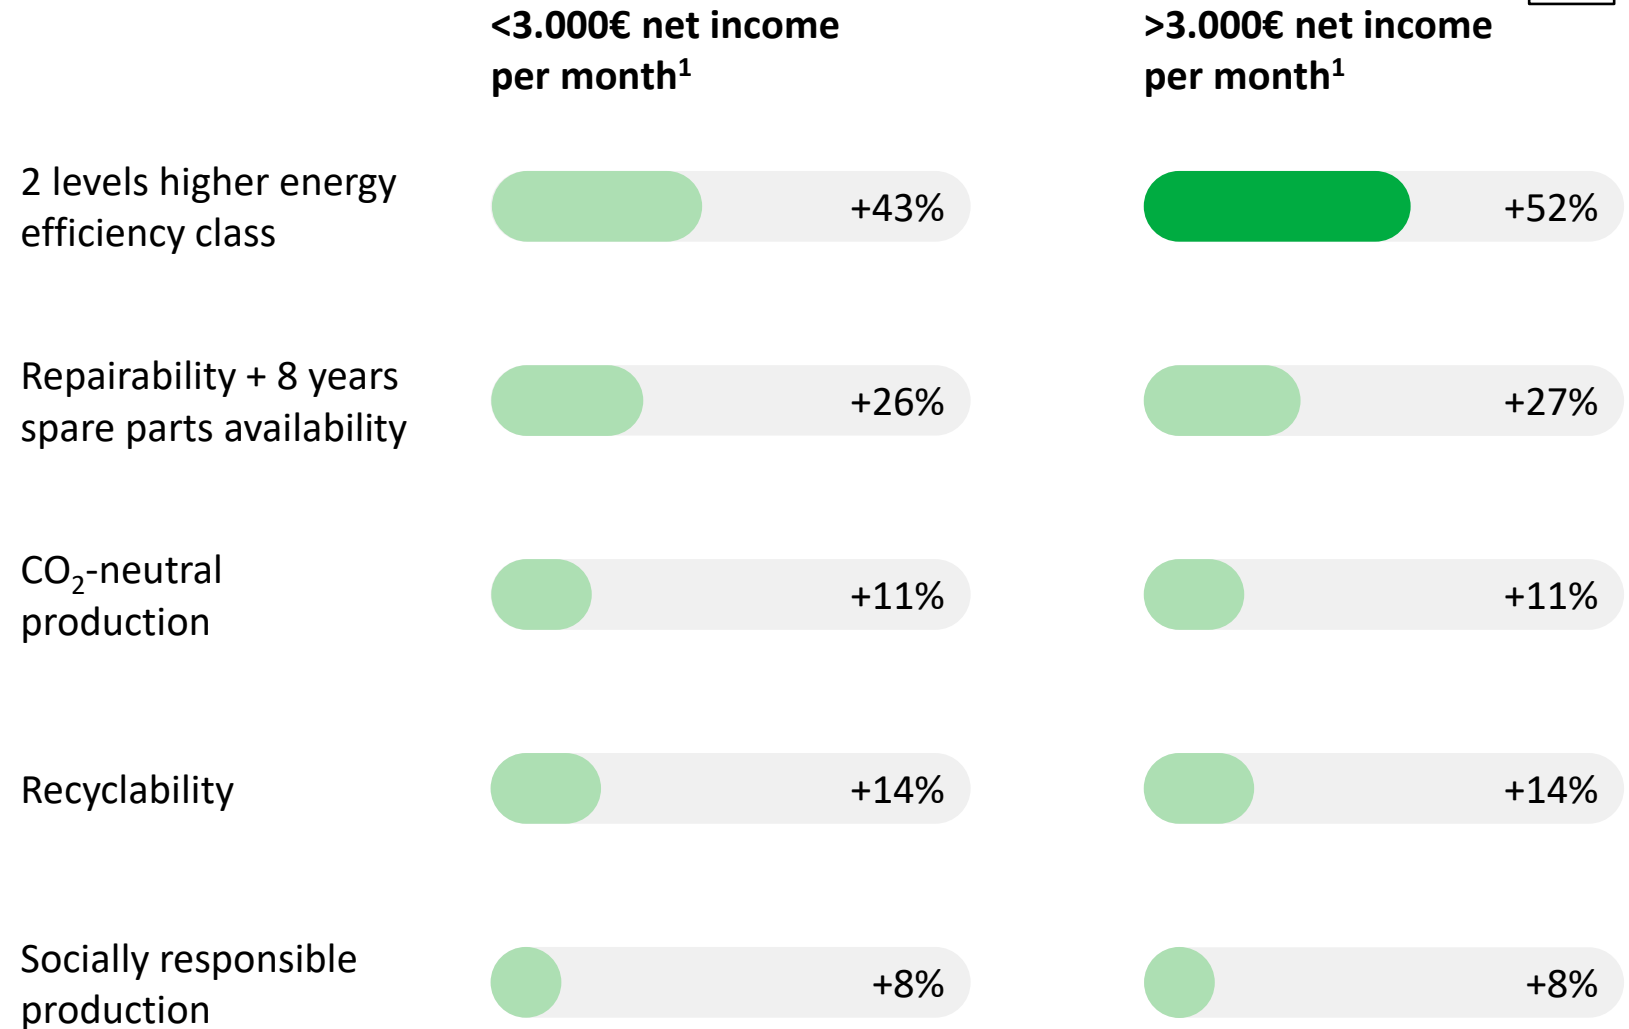 <3.000€ net income
per month¹
>3.000€ net income
per month¹
2 levels higher energy
efficiency class
+43%
+52%
Repairability + 8 years
spare parts availability
+26%
+27%
CO₂-neutral
production
+11%
+11%
Recyclability
+14%
+14%
Socially responsible
production
+8%
+8%